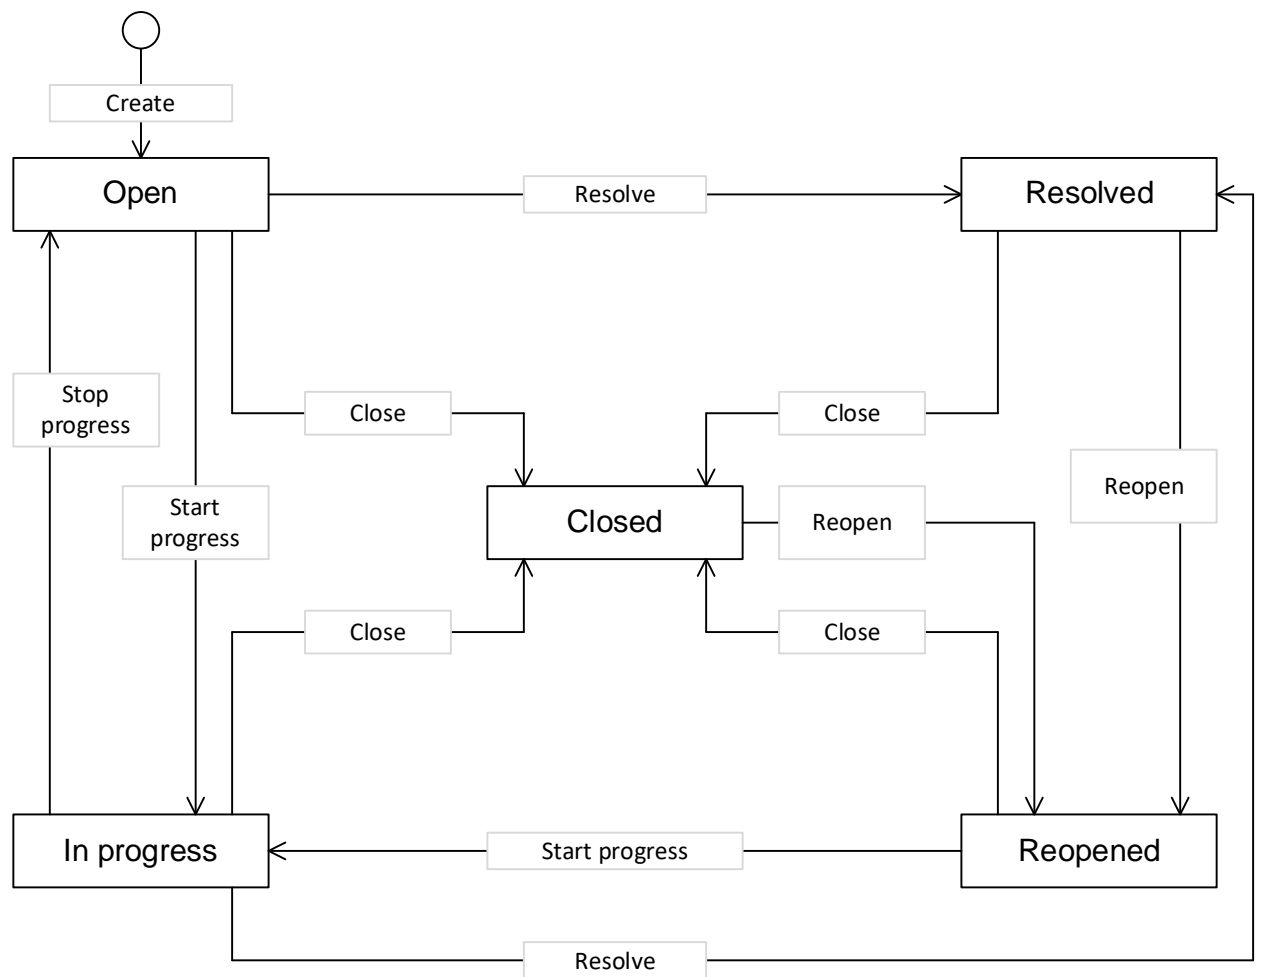 Create
Open
Resolve
Resolved
Stop
progress
Close
Close
Reopen
Start
progress
Closed
Reopen
Close
Close
In progress
Start progress
Reopened
Resolve